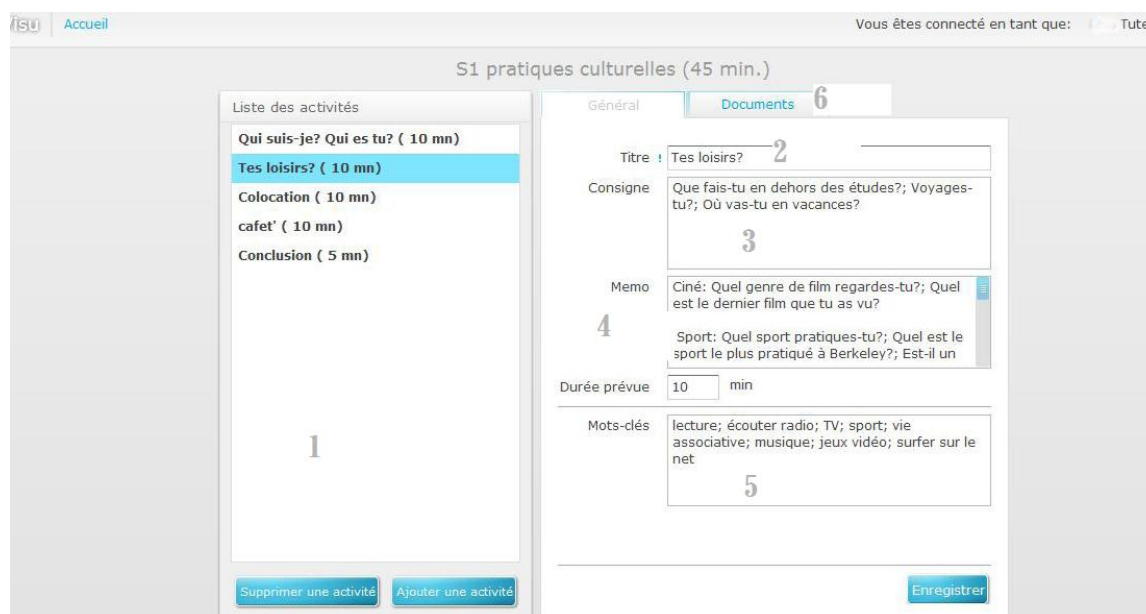 Visu Accueil Vous êtes connecté en tant que: Tute
S1 pratiques culturelles (45 min.)
Liste des activités
Qui suis-je? Qui es tu? ( 10 mn)
Tes loisirs? ( 10 mn)
Colocation ( 10 mn)
cafet' ( 10 mn)
Conclusion ( 5 mn)
1
Supprimer une activité Ajouter une activité
Général Documents 6
Titre ! Tes loisirs? 2
Consigne Que fais-tu en dehors des études?; Voyages-
tu?; Où vas-tu en vacances?
3
Memo Ciné: Quel genre de film regardes-tu?; Quel
est le dernier film que tu as vu?
4
Sport: Quel sport pratiques-tu?; Quel est le
sport le plus pratiqué à Berkeley?; Est-il un
Durée prévue 10 min
Mots-clés lecture; écouter radio; TV; sport; vie
associative; musique; jeux vidéo; surfer sur le
net
5
Enregistrer